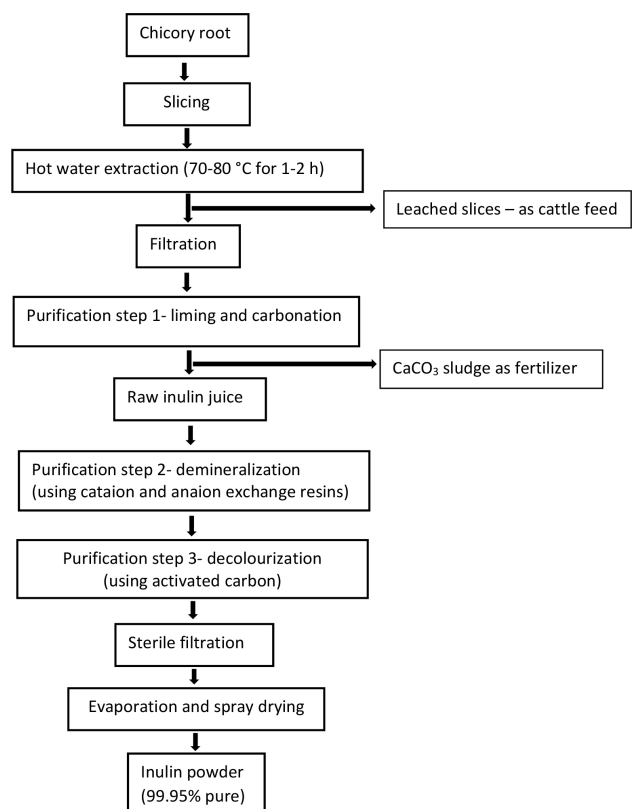 Chicory root
Slicing
Hot water extraction (70-80 °C for 1-2 h)
Leached slices – as cattle feed
Filtration
Purification step 1- liming and carbonation
CaCO₃ sludge as fertilizer
Raw inulin juice
Purification step 2- demineralization
(using cataion and anaion exchange resins)
Purification step 3- decolourization
(using activated carbon)
Sterile filtration
Evaporation and spray drying
Inulin powder
(99.95% pure)